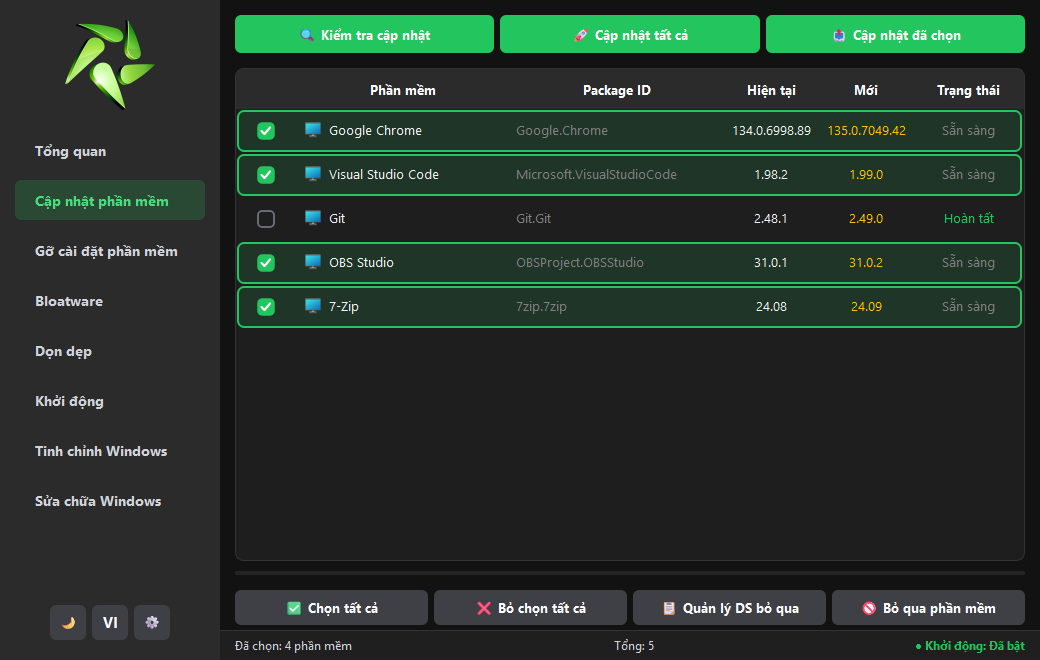 Kiểm tra cập nhật
Cập nhật tất cả
Cập nhật đã chọn
Tổng quan
Cập nhật phần mềm
Gỡ cài đặt phần mềm
Bloatware
Dọn dẹp
Khởi động
Tinh chỉnh Windows
Sửa chữa Windows
VI
Phần mềm Package ID Hiện tại Mới Trạng thái
Google Chrome Google.Chrome 134.0.6998.89 135.0.7049.42 Sẵn sàng
Visual Studio Code Microsoft.VisualStudioCode 1.98.2 1.99.0 Sẵn sàng
Git Git.Git 2.48.1 2.49.0 Hoàn tất
OBS Studio OBSProject.OBSStudio 31.0.1 31.0.2 Sẵn sàng
7-Zip 7zip.7zip 24.08 24.09 Sẵn sàng
Chọn tất cả
Bỏ chọn tất cả
Quản lý DS bỏ qua
Bỏ qua phần mềm
Đã chọn: 4 phần mềm
Tổng: 5
● Khởi động: Đã bật